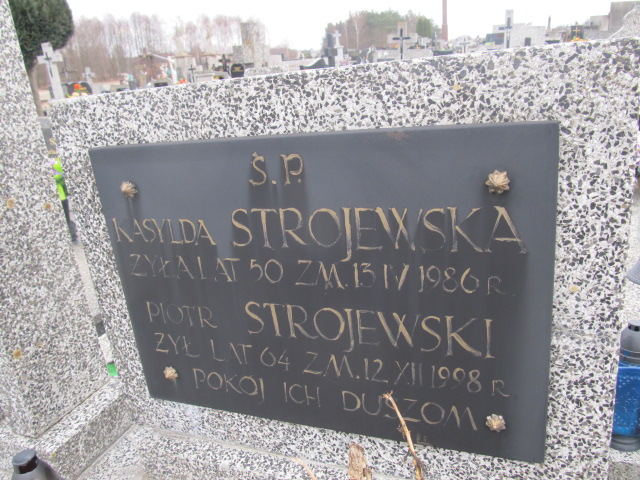 Ś.P.
KASYLDA STROJEWSKA
ŻYŁA LAT 50 ZM. 13 IV 1986 R.
PIOTR STROJEWSKI
ŻYŁ LAT 64 ZM. 12 XII 1998 R
POKÓJ ICH DUSZOM